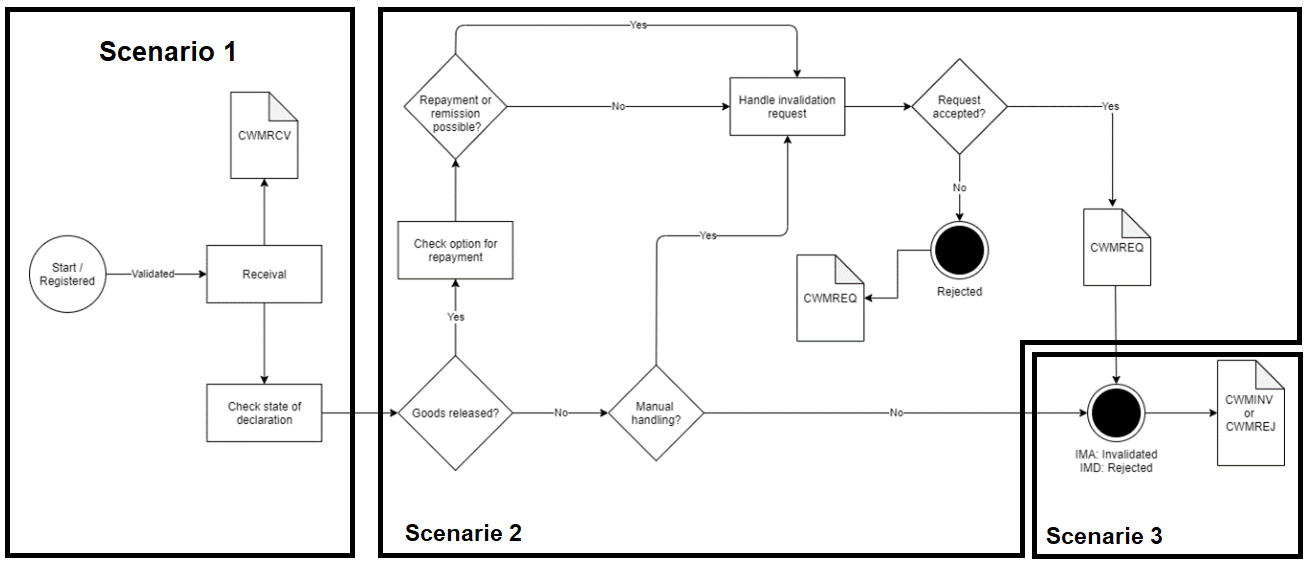 Scenario 1
CWMRCV
Start /
Registered
Validated
Receival
Check state of
declaration
Yes
Repayment or
remission
possible?
No
Handle invalidation
request
Request
accepted?
Yes
No
Check option for
repayment
Yes
Yes
CWMREQ
Rejected
CWMREQ
Goods released?
No
Manual
handling?
No
IMA: Invalidated
IMD: Rejected
CWMINV
or
CWMREJ
Scenarie 2
Scenarie 3